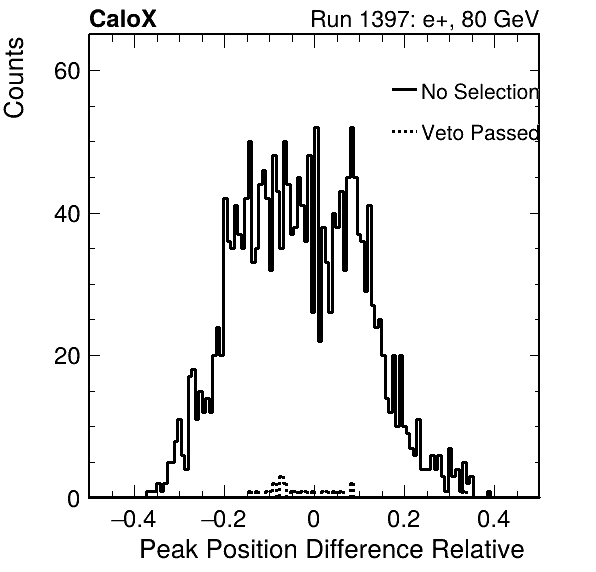 CaloX Run 1397: e+, 80 GeV
Counts
60
No Selection
Veto Passed
40
20
0
−0.4 −0.2 0 0.2 0.4
Peak Position Difference Relative